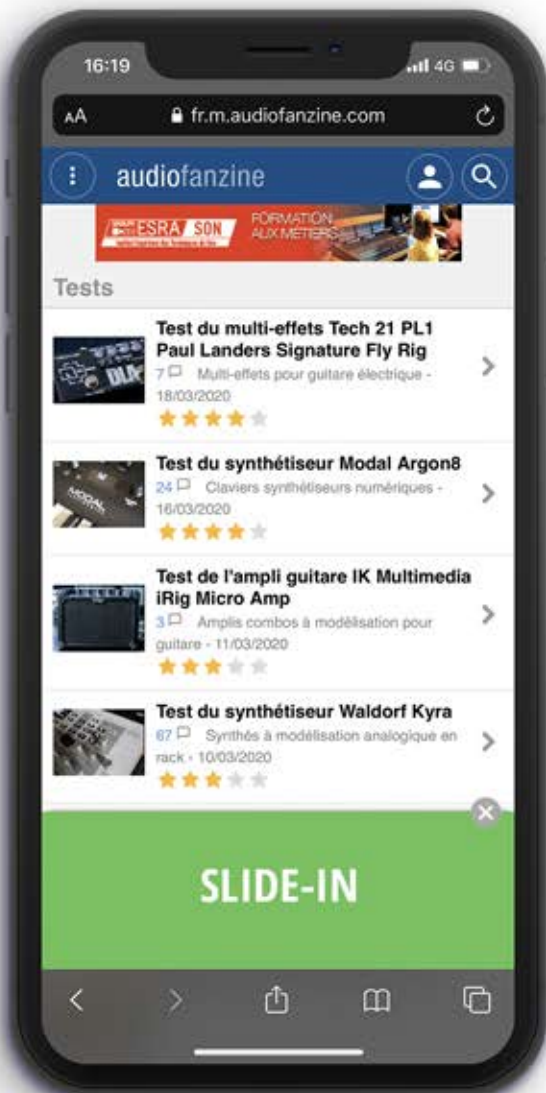 16:19
4G
AA
fr.m.audiofanzine.com
audiofanzine
ESRA SON
FORMATION
AUX MÉTIERS
Tests
Test du multi-effets Tech 21 PL1
Paul Landers Signature Fly Rig
7 Multi-effets pour guitare électrique -
18/03/2020
Test du synthétiseur Modal Argon8
24 Claviers synthétiseurs numériques -
16/03/2020
MODAL
Test de l'ampli guitare IK Multimedia
iRig Micro Amp
3 Amplis combos à modélisation pour
guitare - 11/03/2020
Test du synthétiseur Waldorf Kyra
67 Synthés à modélisation analogique en
rack - 10/03/2020
SLIDE-IN